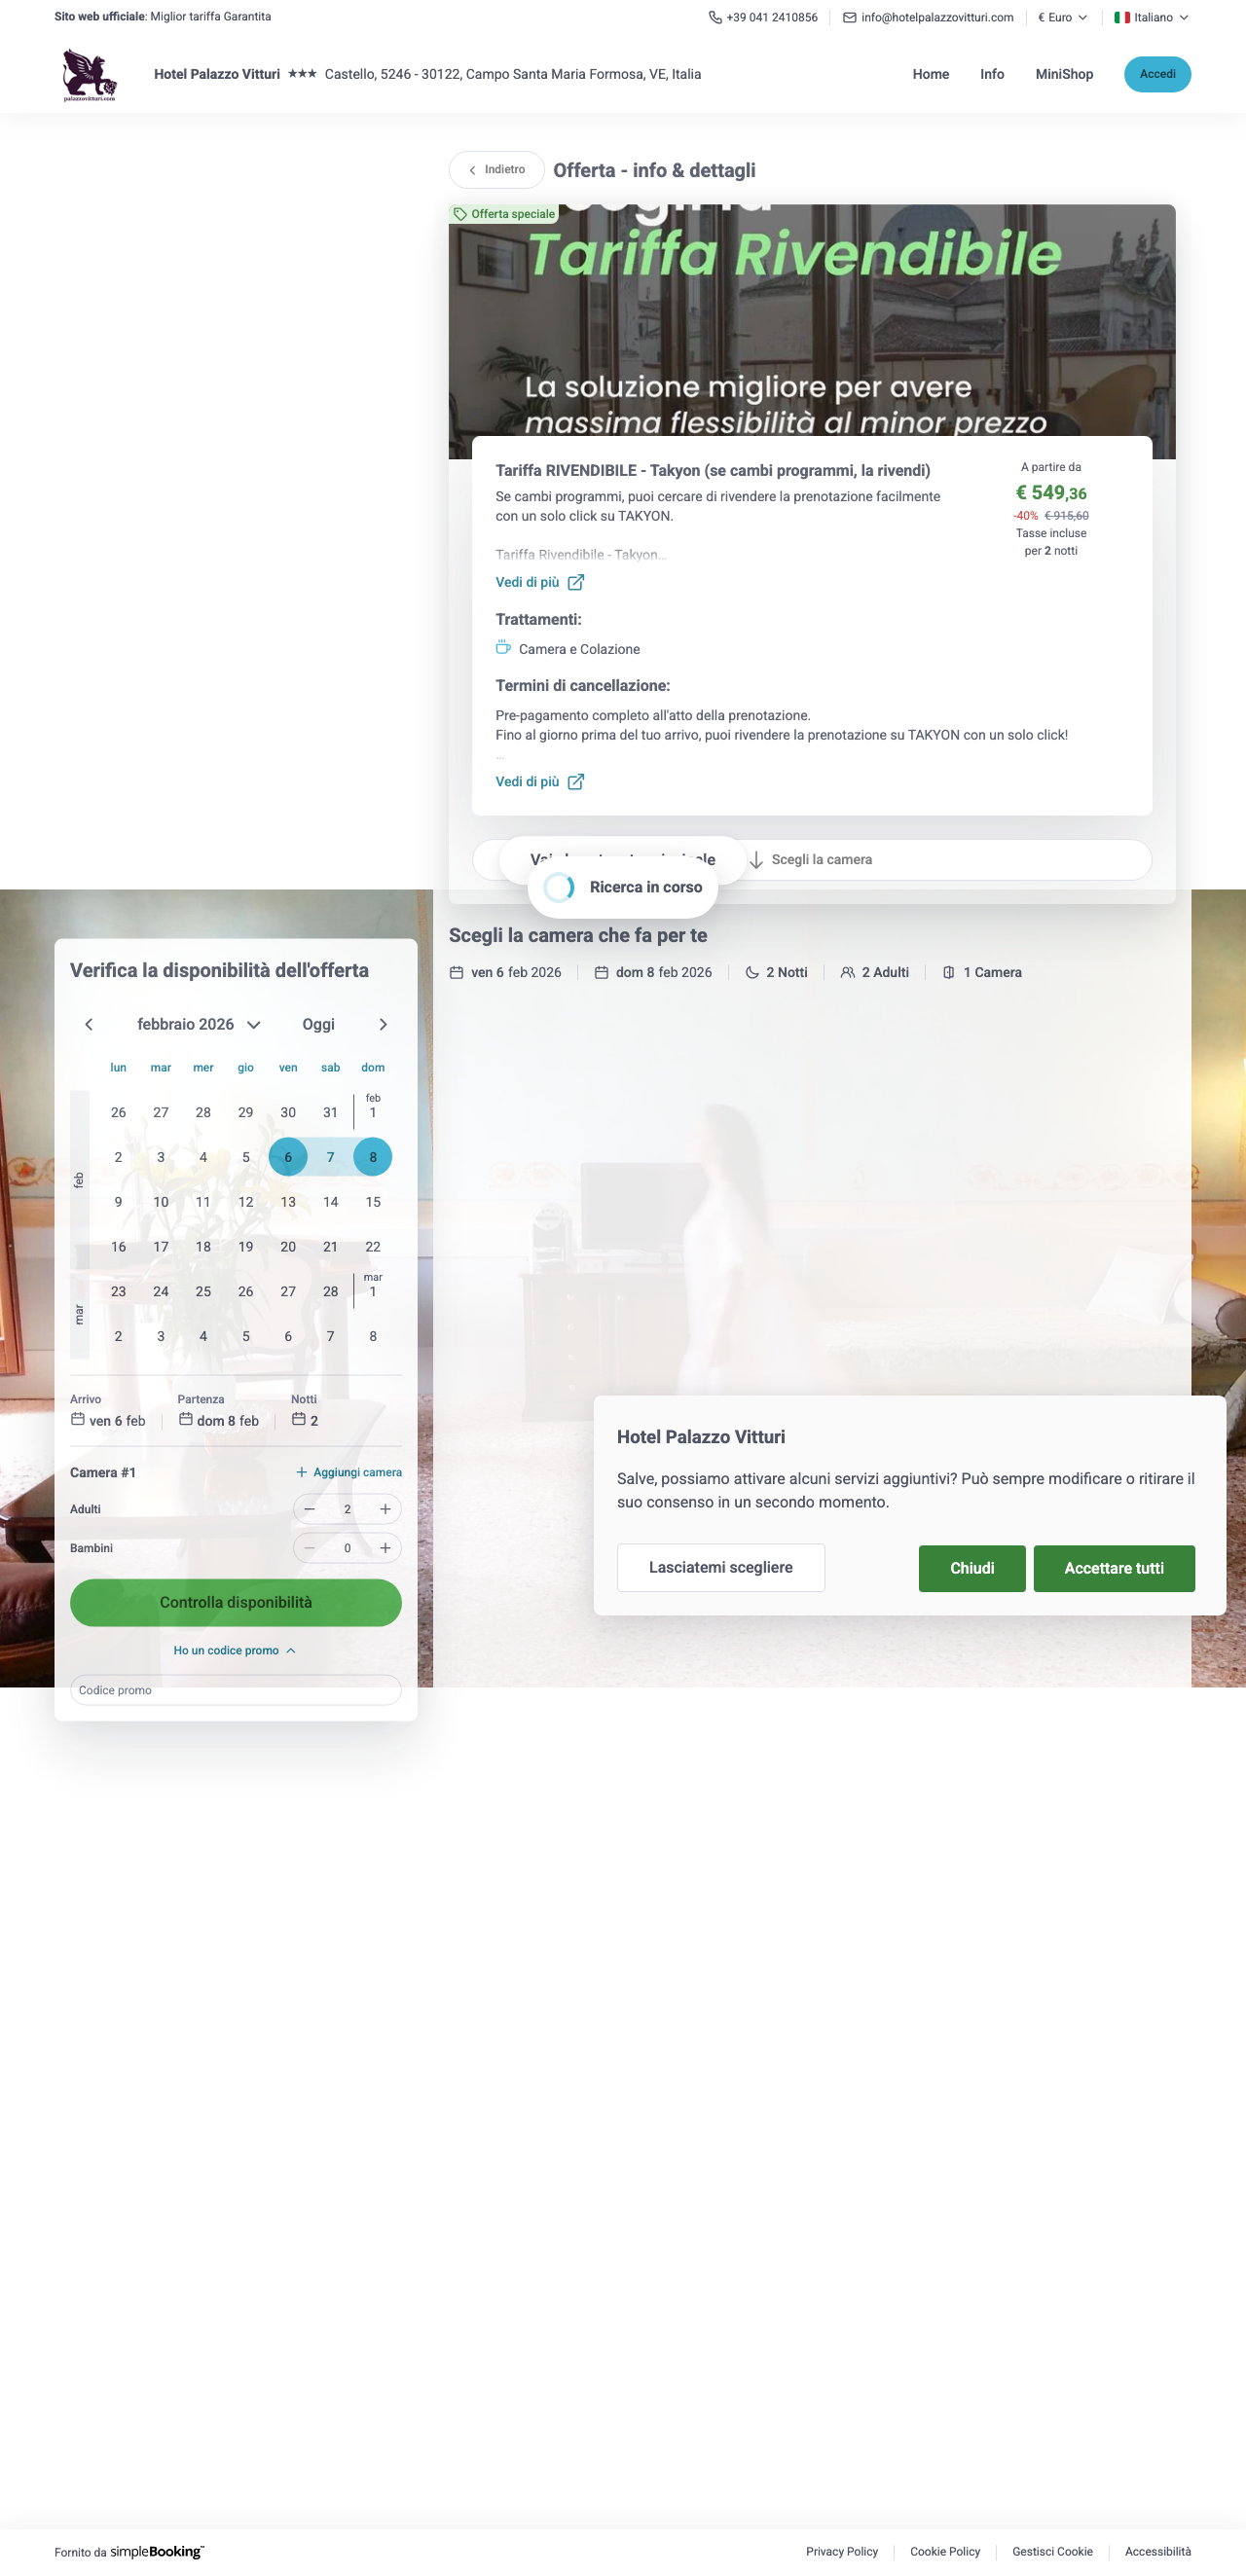 Sito web ufficiale: Miglior tariffa Garantita
+39 041 2410856
info@hotelpalazzovitturi.com
€ Euro
Italiano
palazzovitturi.com
Hotel Palazzo Vitturi ★★★ Castello, 5246 - 30122, Campo Santa Maria Formosa, VE, Italia
Home
Info
MiniShop
Accedi
Indietro
Offerta - info & dettagli
Offerta speciale
Tariffa Rivendibile
La soluzione migliore per avere
massima flessibilità al minor prezzo
Tariffa RIVENDIBILE - Takyon (se cambi programmi, la rivendi)
Se cambi programmi, puoi cercare di rivendere la prenotazione facilmente
con un solo click su TAKYON.
Tariffa Rivendibile - Takyon...
Vedi di più
A partire da
€ 549,36
-40% € 915,60
Tasse incluse
per 2 notti
Trattamenti:
Camera e Colazione
Termini di cancellazione:
Pre-pagamento completo all'atto della prenotazione.
Fino al giorno prima del tuo arrivo, puoi rivendere la prenotazione su TAKYON con un solo click!
...
Vedi di più
Scegli la camera
Ricerca in corso
Scegli la camera che fa per te
ven 6 feb 2026
dom 8 feb 2026
2 Notti
2 Adulti
1 Camera
Verifica la disponibilità dell'offerta
febbraio 2026
Oggi
lun mar mer gio ven sab dom
feb
26 27 28 29 30 31 1
2 3 4 5 6 7 8
feb
9 10 11 12 13 14 15
16 17 18 19 20 21 22
mar
23 24 25 26 27 28 1
mar
2 3 4 5 6 7 8
Arrivo
ven 6 feb
Partenza
dom 8 feb
Notti
2
Camera #1
Aggiungi camera
Adulti
2
Bambini
0
Controlla disponibilità
Ho un codice promo
Codice promo
Hotel Palazzo Vitturi
Salve, possiamo attivare alcuni servizi aggiuntivi? Può sempre modificare o ritirare il
suo consenso in un secondo momento.
Lasciatemi scegliere
Chiudi
Accettare tutti
Fornito da simpleBooking™
Privacy Policy
Cookie Policy
Gestisci Cookie
Accessibilità